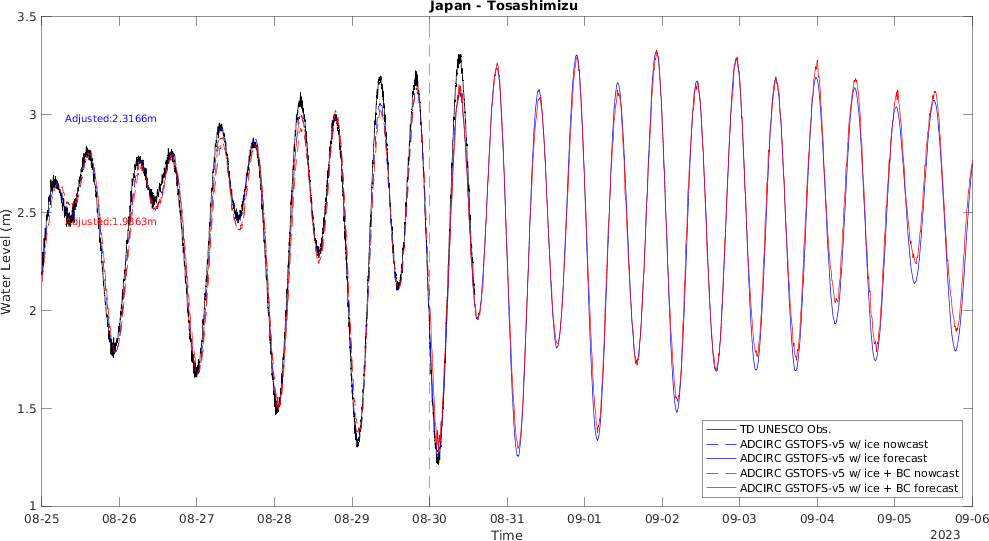 Japan - Tosashimizu
3.5
3
2.5
2
1.5
1
Water Level (m)
Adjusted:2.3166m
Adjusted:1.9363m
TD UNESCO Obs.
ADCIRC GSTOFS-v5 w/ ice nowcast
ADCIRC GSTOFS-v5 w/ ice forecast
ADCIRC GSTOFS-v5 w/ ice + BC nowcast
ADCIRC GSTOFS-v5 w/ ice + BC forecast
08-25 08-26 08-27 08-28 08-29 08-30 08-31 09-01 09-02 09-03 09-04 09-05 09-06
Time
2023